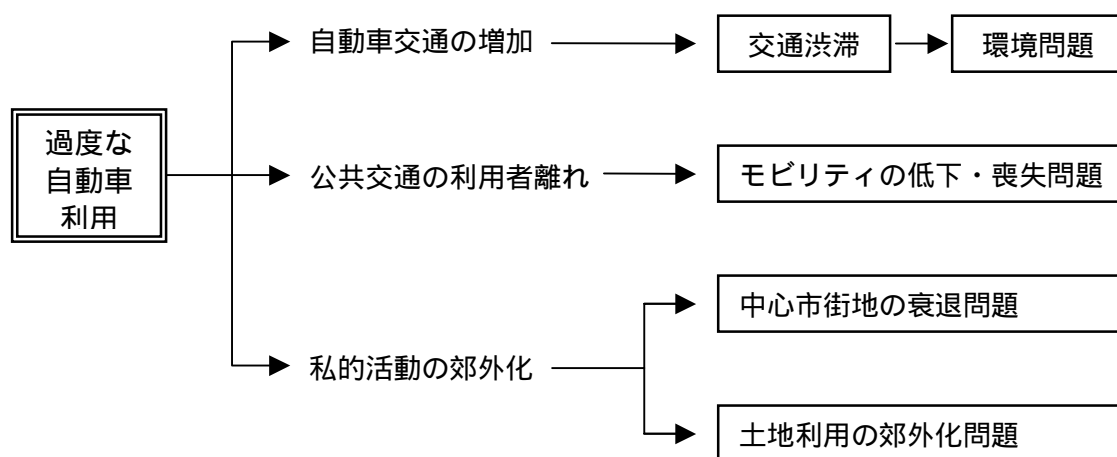 自動車交通の増加
交通渋滞
環境問題
過度な
自動車
利用
公共交通の利用者離れ
モビリティの低下・喪失問題
中心市街地の衰退問題
私的活動の郊外化
土地利用の郊外化問題